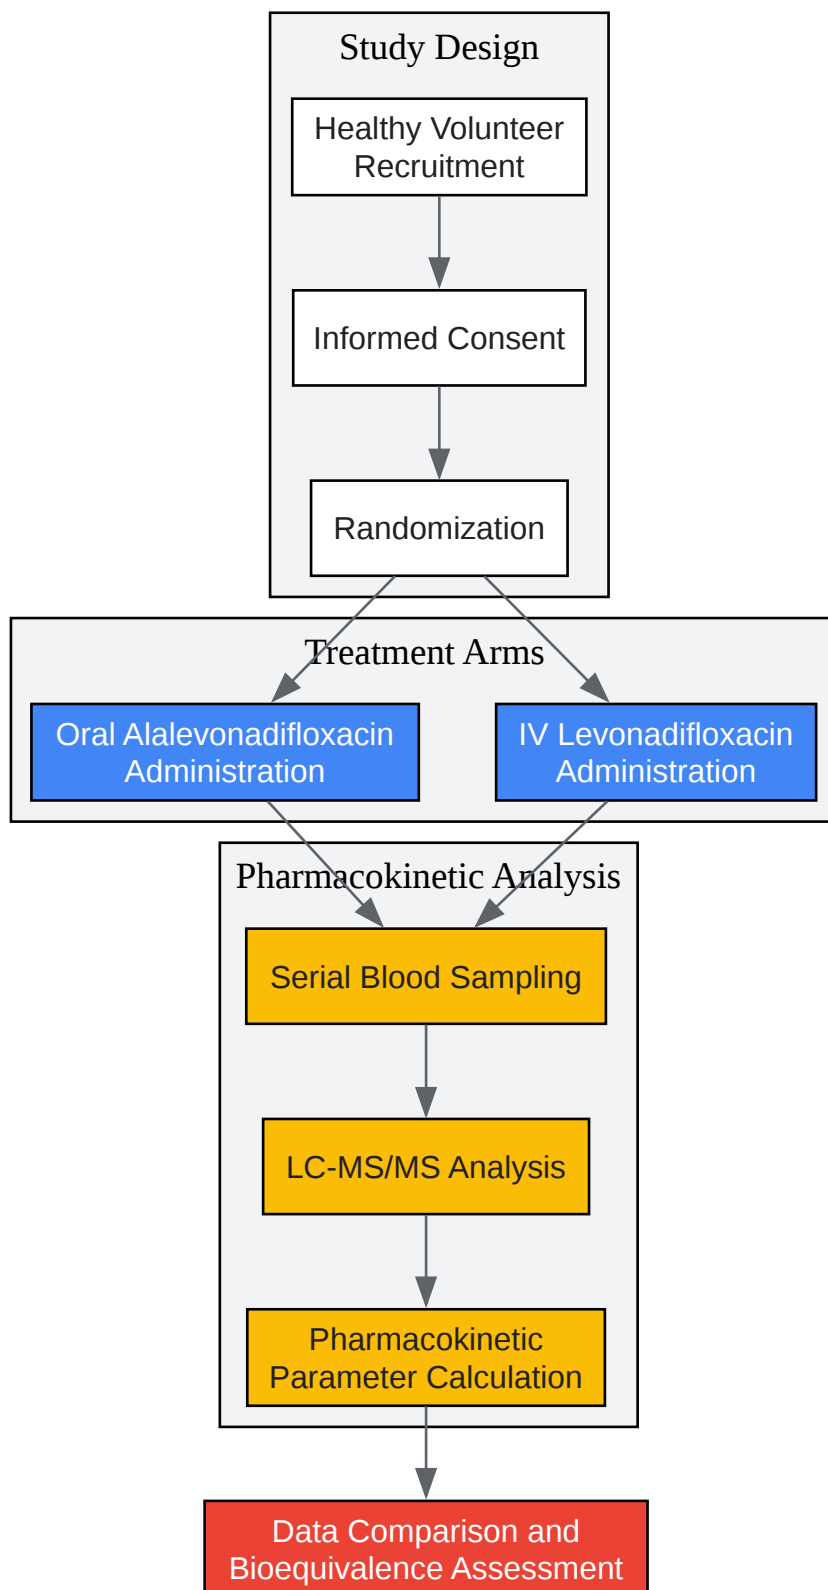 Study Design
Healthy Volunteer
Recruitment
Informed Consent
Randomization
Treatment Arms
Oral Alalevonadifloxacin
Administration
IV Levonadifloxacin
Administration
Pharmacokinetic Analysis
Serial Blood Sampling
LC-MS/MS Analysis
Pharmacokinetic
Parameter Calculation
Data Comparison and
Bioequivalence Assessment